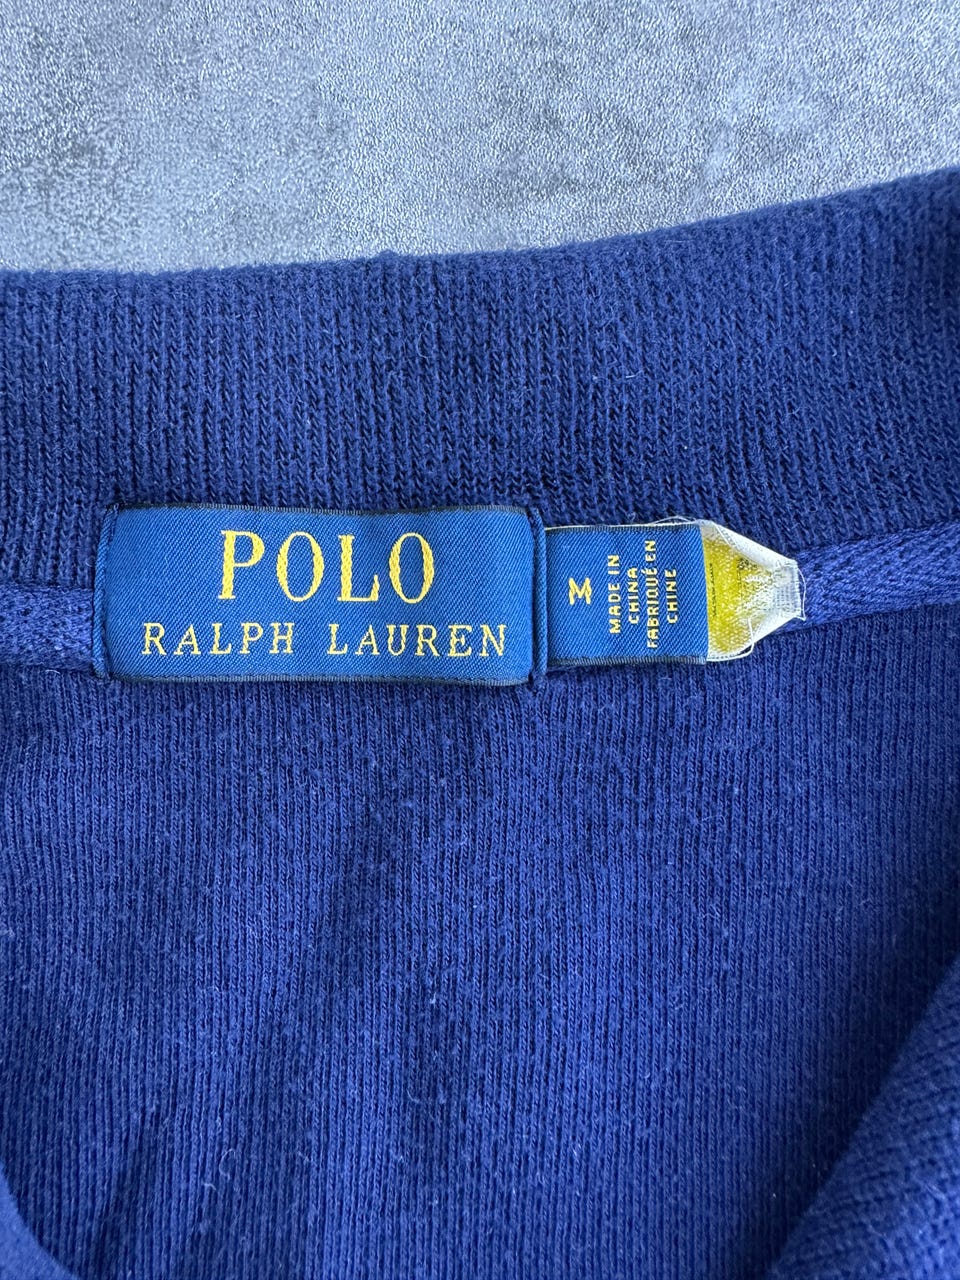 POLO
RALPH LAUREN
M
MADE IN
CHINA
FABRIQUÉ EN
CHINE